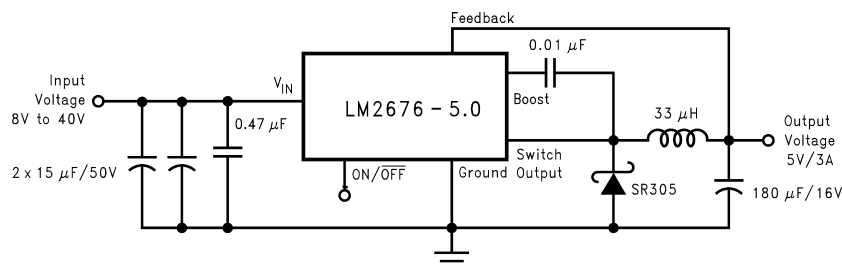 Feedback
0.01 μF
Input
Voltage
8V to 40V
V_IN
LM2676 – 5.0
Boost
33 μH
Output
Voltage
5V/3A
0.47 μF
2 x 15 μF/50V
ON/O̅F̅F̅
Ground
Switch
Output
SR305
180 μF/16V